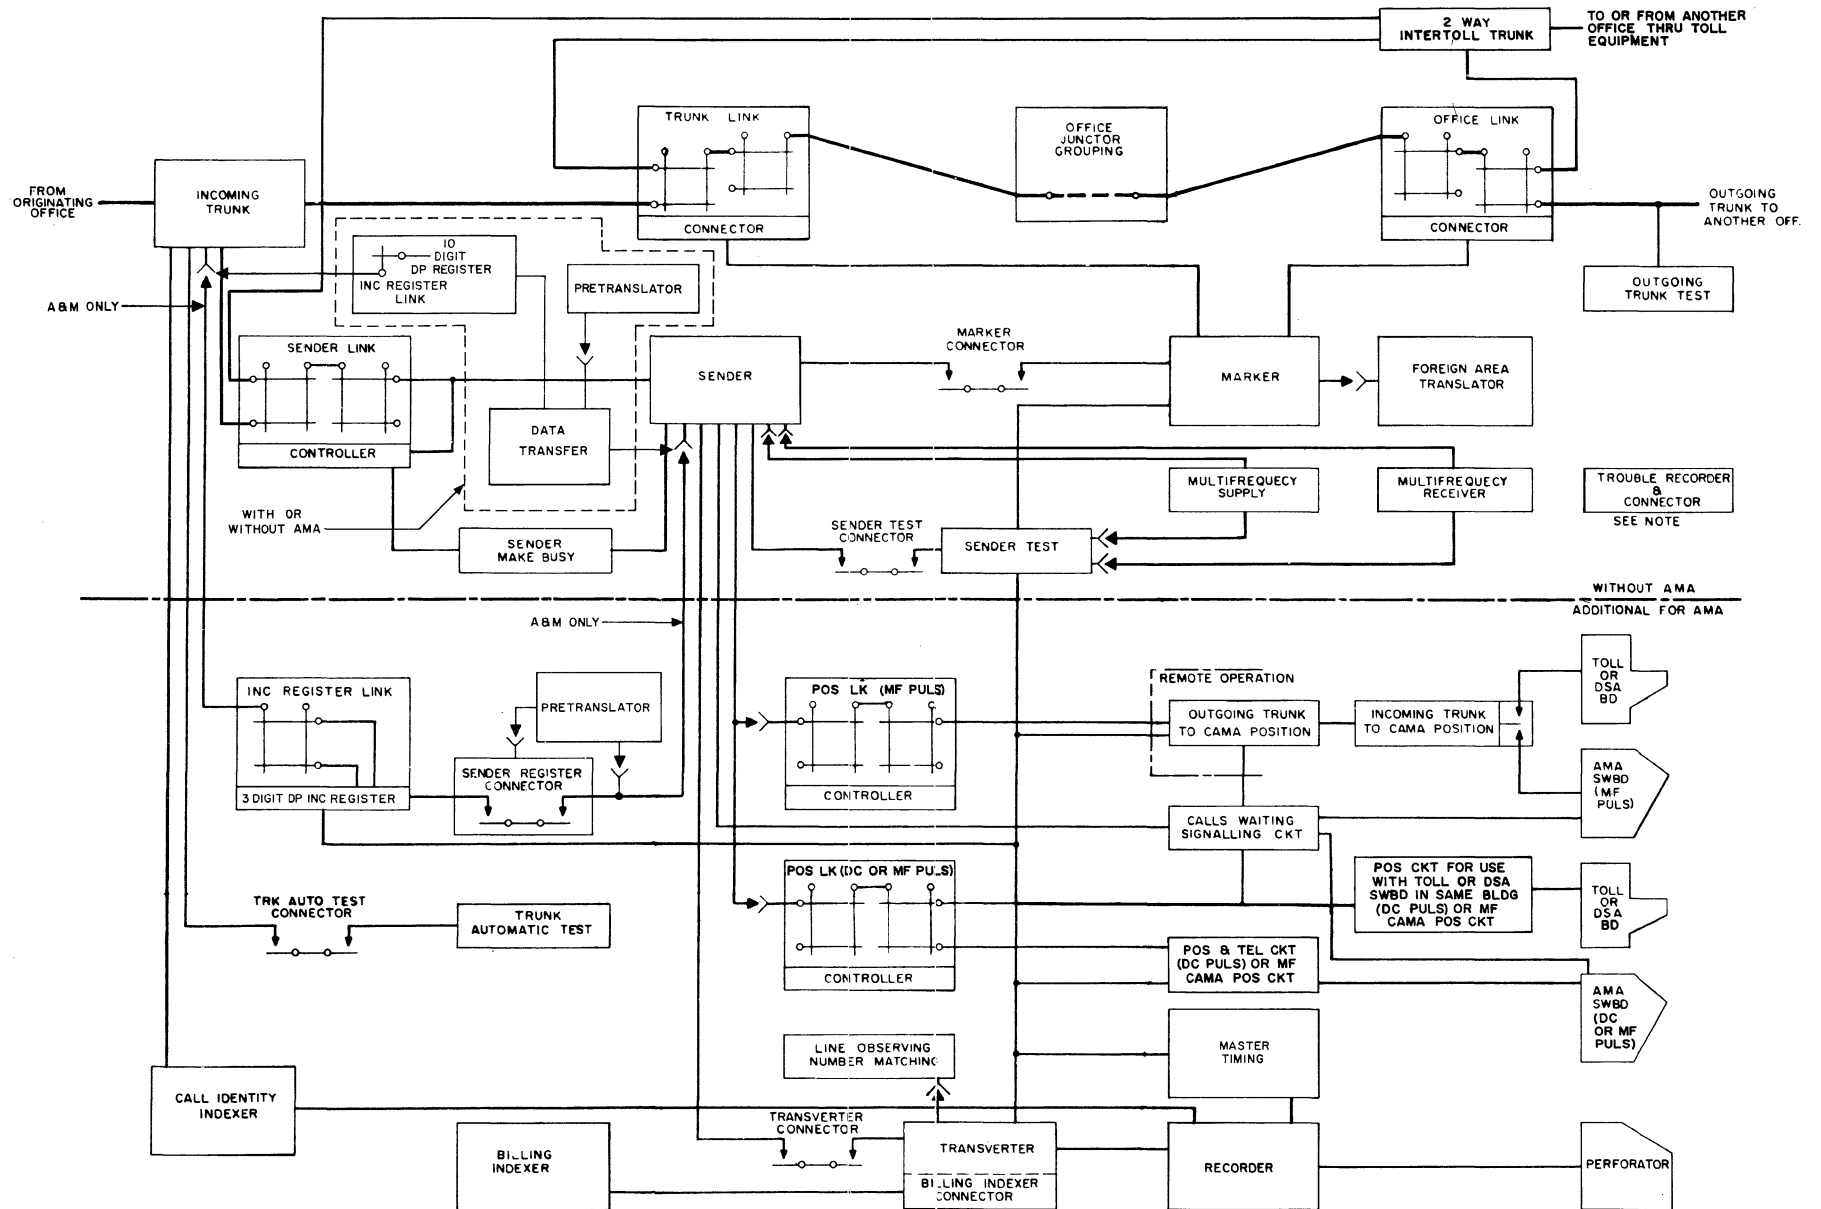 2 WAY
INTERTOLL TRUNK
TO OR FROM ANOTHER
OFFICE THRU TOLL
EQUIPMENT
TRUNK LINK
CONNECTOR
OFFICE
JUNCTOR
GROUPING
OFFICE LINK
CONNECTOR
FROM
ORIGINATING
OFFICE
INCOMING
TRUNK
OUTGOING
TRUNK TO
ANOTHER OFF.
10
DIGIT
DP REGISTER
INC REGISTER
LINK
PRETRANSLATOR
OUTGOING
TRUNK TEST
A&M ONLY
SENDER LINK
CONTROLLER
SENDER
MARKER
CONNECTOR
MARKER
FOREIGN AREA
TRANSLATOR
DATA
TRANSFER
MULTIFREQUECY
SUPPLY
MULTIFREQUECY
RECEIVER
TROUBLE RECORDER
&
CONNECTOR
SEE NOTE
WITH OR
WITHOUT AMA
SENDER
MAKE BUSY
SENDER TEST
CONNECTOR
SENDER TEST
WITHOUT AMA
ADDITIONAL FOR AMA
A&M ONLY
INC REGISTER LINK
3 DIGIT DP INC REGISTER
PRETRANSLATOR
SENDER REGISTER
CONNECTOR
POS LK (MF PULS)
CONTROLLER
REMOTE OPERATION
OUTGOING TRUNK
TO CAMA POSITION
INCOMING TRUNK
TO CAMA POSITION
TOLL
OR
DSA
BD
AMA
SWBD
(MF
PULS)
CALLS WAITING
SIGNALLING CKT
POS LK (DC OR MF PULS)
CONTROLLER
POS CKT FOR USE
WITH TOLL OR DSA
SWBD IN SAME BLDG
(DC PULS) OR MF
CAMA POS CKT
TOLL
OR
DSA
BD
TRK AUTO TEST
CONNECTOR
TRUNK
AUTOMATIC TEST
POS & TEL CKT
(DC PULS) OR MF
CAMA POS CKT
AMA
SWBD
(DC
OR MF
PULS)
LINE OBSERVING
NUMBER MATCHING
MASTER
TIMING
CALL IDENTITY
INDEXER
BILLING
INDEXER
TRANSVERTER
CONNECTOR
TRANSVERTER
BILLING INDEXER
CONNECTOR
RECORDER
PERFORATOR